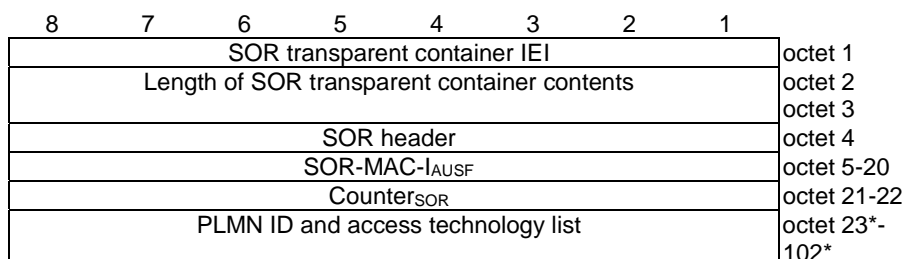 8 7 6 5 4 3 2 1
SOR transparent container IEI octet 1
Length of SOR transparent container contents octet 2
octet 3
SOR header octet 4
SOR-MAC-IAUSF octet 5-20
CounterSOR octet 21-22
PLMN ID and access technology list octet 23*-
102*